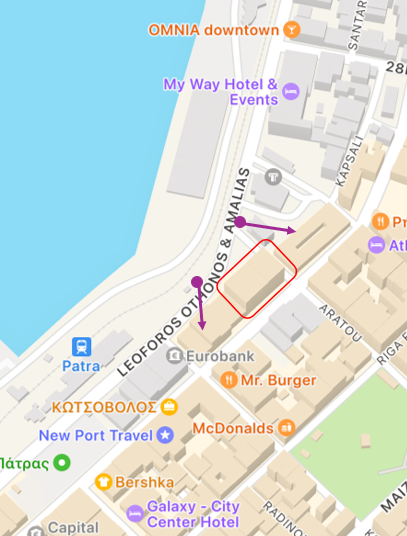 OMNIA downtown
SANTAR
28
My Way Hotel &
Events
KAPSALI
LEOFOROS OTHONOS & AMALIAS
Pr
Atl
ARATOU
RIGA F
Patra
Eurobank
Mr. Burger
ΚΩΤΣΟΒΟΛΟΣ
McDonalds
New Port Travel
Πάτρας
Bershka
MAIZ
Galaxy - City
Center Hotel
RADINO
Capital